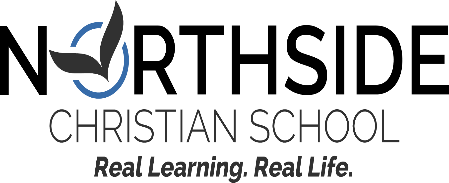 NORTHSIDE
CHRISTIAN SCHOOL
Real Learning. Real Life.